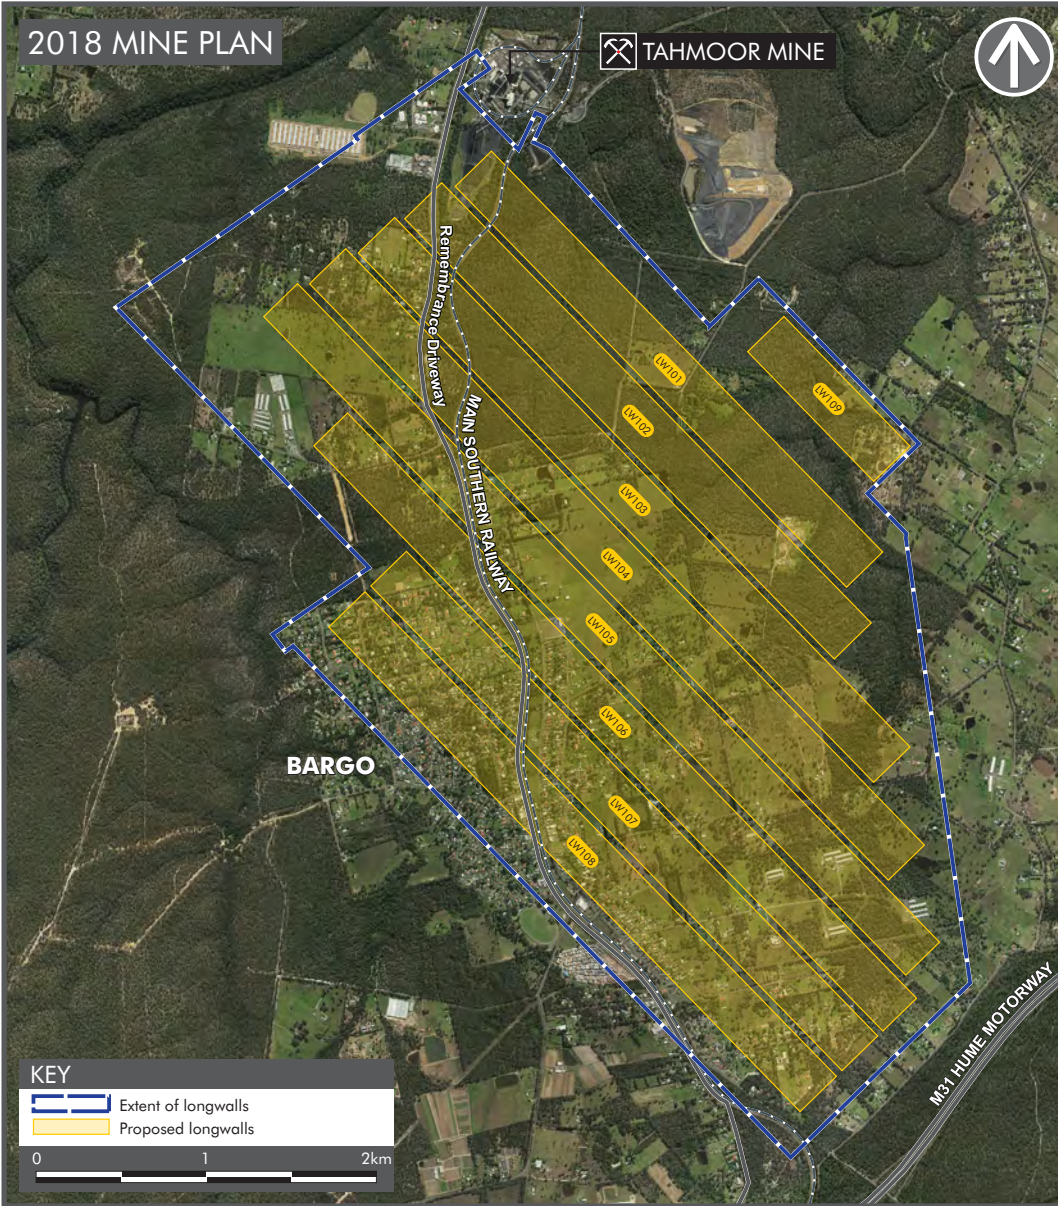 2018 MINE PLAN
TAHMOOR MINE
Remembrance Driveway
MAIN SOUTHERN RAILWAY
LW101
LW109
LW102
LW103
LW104
LW105
LW106
BARGO
LW107
LW108
M31 HUME MOTORWAY
KEY
Extent of longwalls
Proposed longwalls
0 1 2km